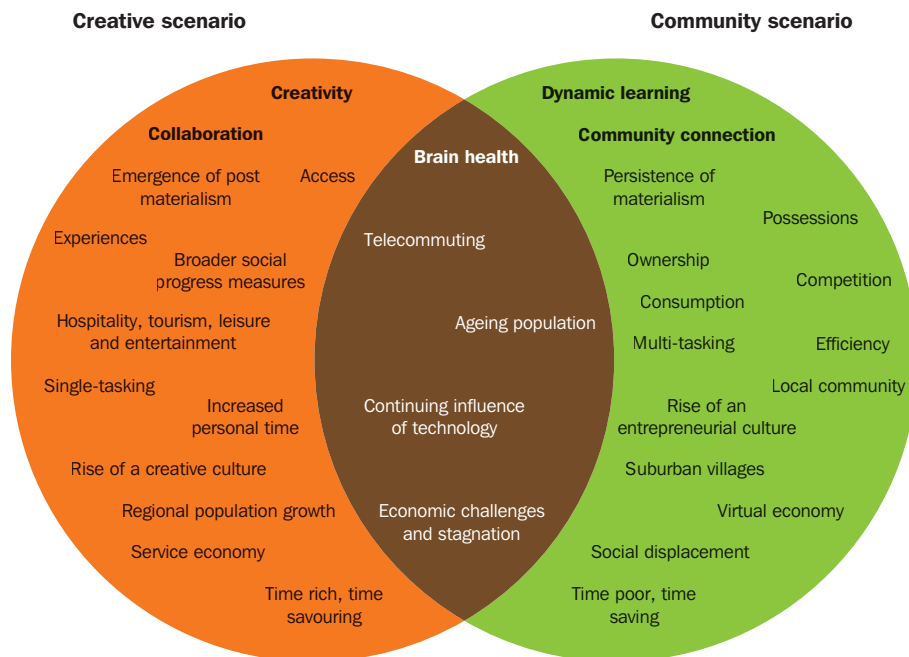 Creative scenario
Community scenario
Creativity
Collaboration
Emergence of post
materialism
Access
Experiences
Broader social
progress measures
Hospitality, tourism, leisure
and entertainment
Single-tasking
Increased
personal time
Rise of a creative culture
Regional population growth
Service economy
Time rich, time
savouring
Brain health
Telecommuting
Ageing population
Continuing influence
of technology
Economic challenges
and stagnation
Dynamic learning
Community connection
Persistence of
materialism
Possessions
Ownership
Competition
Consumption
Multi-tasking
Efficiency
Local community
Rise of an
entrepreneurial culture
Suburban villages
Virtual economy
Social displacement
Time poor, time
saving